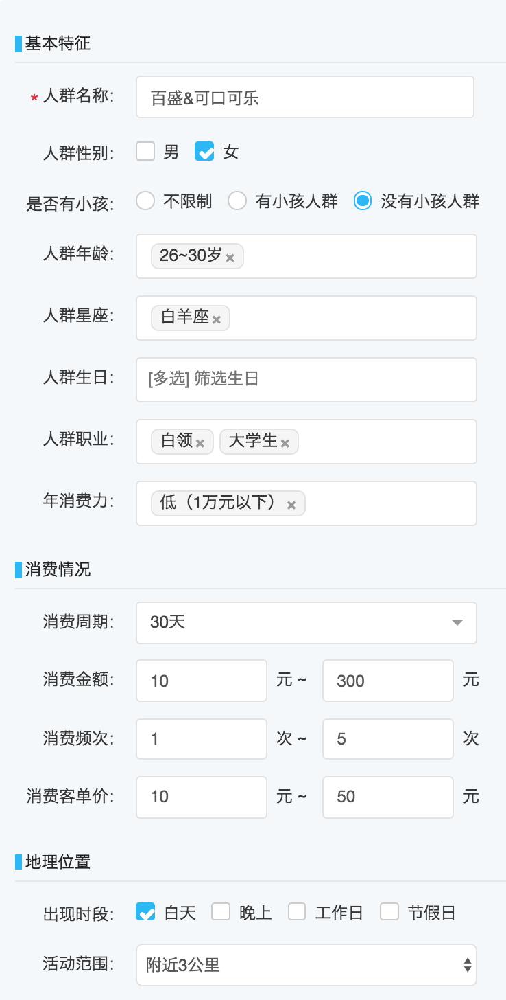 基本特征
* 人群名称: 百盛&可口可乐
人群性别: 男 女
是否有小孩: 不限制 有小孩人群 没有小孩人群
人群年龄: 26~30岁 ×
人群星座: 白羊座 ×
人群生日: [多选] 筛选生日
人群职业: 白领 × 大学生 ×
年消费力: 低（1万元以下） ×
消费情况
消费周期: 30天
消费金额: 10 元 ~ 300 元
消费频次: 1 次 ~ 5 次
消费客单价: 10 元 ~ 50 元
地理位置
出现时段: 白天 晚上 工作日 节假日
活动范围: 附近3公里